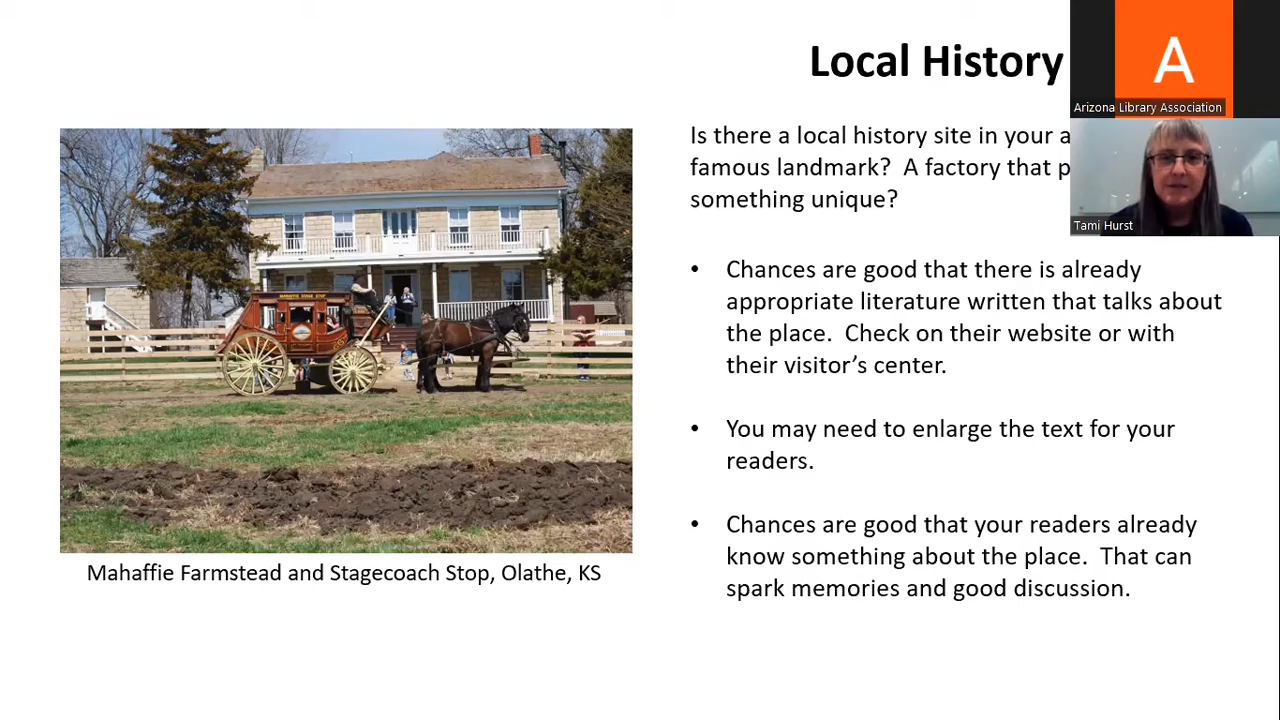 Local History
A
Arizona Library Association
Is there a local history site in your a
famous landmark?  A factory that p
something unique?
Tami Hurst
MAHAFFIE STAGE STOP
Mahaffie Farmstead and Stagecoach Stop, Olathe, KS
• Chances are good that there is already
appropriate literature written that talks about
the place.  Check on their website or with
their visitor’s center.
• You may need to enlarge the text for your
readers.
• Chances are good that your readers already
know something about the place.  That can
spark memories and good discussion.